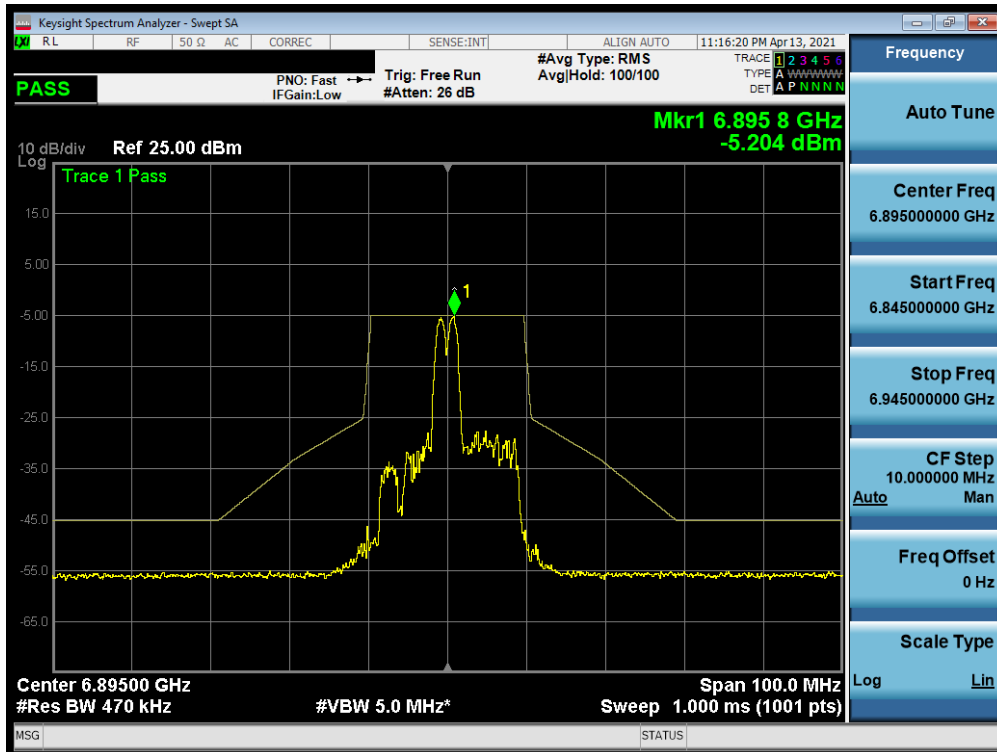 Keysight Spectrum Analyzer - Swept SA
LXI RL RF 50 Ω AC CORREC SENSE:INT ALIGN AUTO 11:16:20 PM Apr 13, 2021
PASS
PNO: Fast
IFGain:Low
Trig: Free Run
#Atten: 26 dB
#Avg Type: RMS
Avg|Hold: 100/100
TRACE 1 2 3 4 5 6
TYPE A WWWWW
DET A P N N N N
Mkr1 6.895 8 GHz
-5.204 dBm
10 dB/div Ref 25.00 dBm
Log
Trace 1 Pass
15.0
5.00
1
-5.00
-15.0
-25.0
-35.0
-45.0
-55.0
-65.0
Center 6.89500 GHz Span 100.0 MHz
#Res BW 470 kHz #VBW 5.0 MHz* Sweep 1.000 ms (1001 pts)
MSG STATUS
Frequency
Auto Tune
Center Freq
6.895000000 GHz
Start Freq
6.845000000 GHz
Stop Freq
6.945000000 GHz
CF Step
10.000000 MHz
Auto Man
Freq Offset
0 Hz
Scale Type
Log Lin